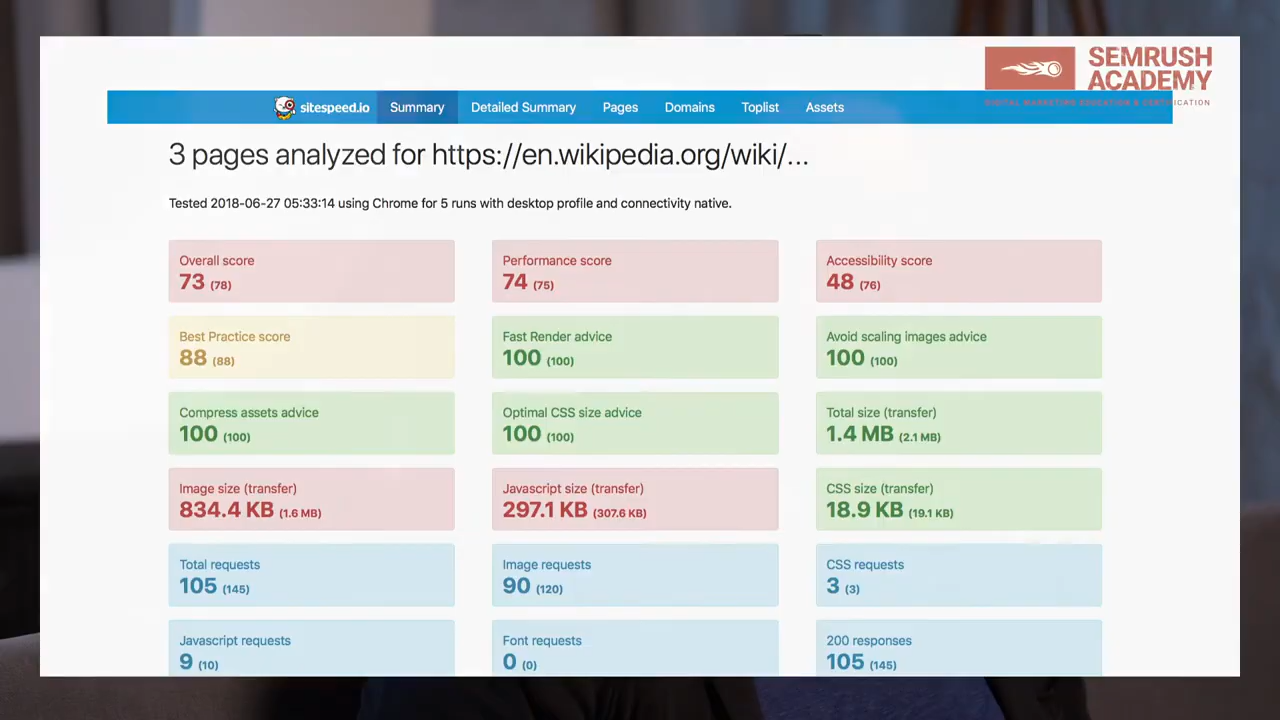 SEMRUSH
ACADEMY
DIGITAL MARKETING EDUCATION & CERTIFICATION
sitespeed.io Summary Detailed Summary Pages Domains Toplist Assets
3 pages analyzed for https://en.wikipedia.org/wiki/...
Tested 2018-06-27 05:33:14 using Chrome for 5 runs with desktop profile and connectivity native.
Overall score Performance score Accessibility score
73 (78) 74 (75) 48 (76)
Best Practice score Fast Render advice Avoid scaling images advice
88 (88) 100 (100) 100 (100)
Compress assets advice Optimal CSS size advice Total size (transfer)
100 (100) 100 (100) 1.4 MB (2.1 MB)
Image size (transfer) Javascript size (transfer) CSS size (transfer)
834.4 KB (1.6 MB) 297.1 KB (307.6 KB) 18.9 KB (19.1 KB)
Total requests Image requests CSS requests
105 (145) 90 (120) 3 (3)
Javascript requests Font requests 200 responses
9 (10) 0 (0) 105 (145)